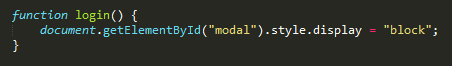 function login() {
    document.getElementById("modal").style.display = "block";
}